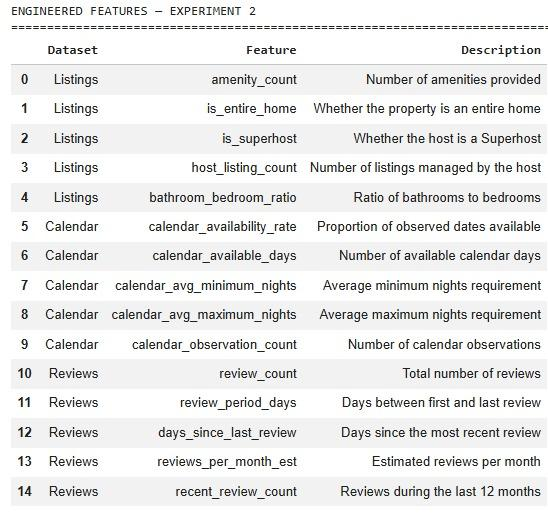 ENGINEERED FEATURES — EXPERIMENT 2
================================================================================
Dataset Feature Description
0 Listings amenity_count Number of amenities provided
1 Listings is_entire_home Whether the property is an entire home
2 Listings is_superhost Whether the host is a Superhost
3 Listings host_listing_count Number of listings managed by the host
4 Listings bathroom_bedroom_ratio Ratio of bathrooms to bedrooms
5 Calendar calendar_availability_rate Proportion of observed dates available
6 Calendar calendar_available_days Number of available calendar days
7 Calendar calendar_avg_minimum_nights Average minimum nights requirement
8 Calendar calendar_avg_maximum_nights Average maximum nights requirement
9 Calendar calendar_observation_count Number of calendar observations
10 Reviews review_count Total number of reviews
11 Reviews review_period_days Days between first and last review
12 Reviews days_since_last_review Days since the most recent review
13 Reviews reviews_per_month_est Estimated reviews per month
14 Reviews recent_review_count Reviews during the last 12 months